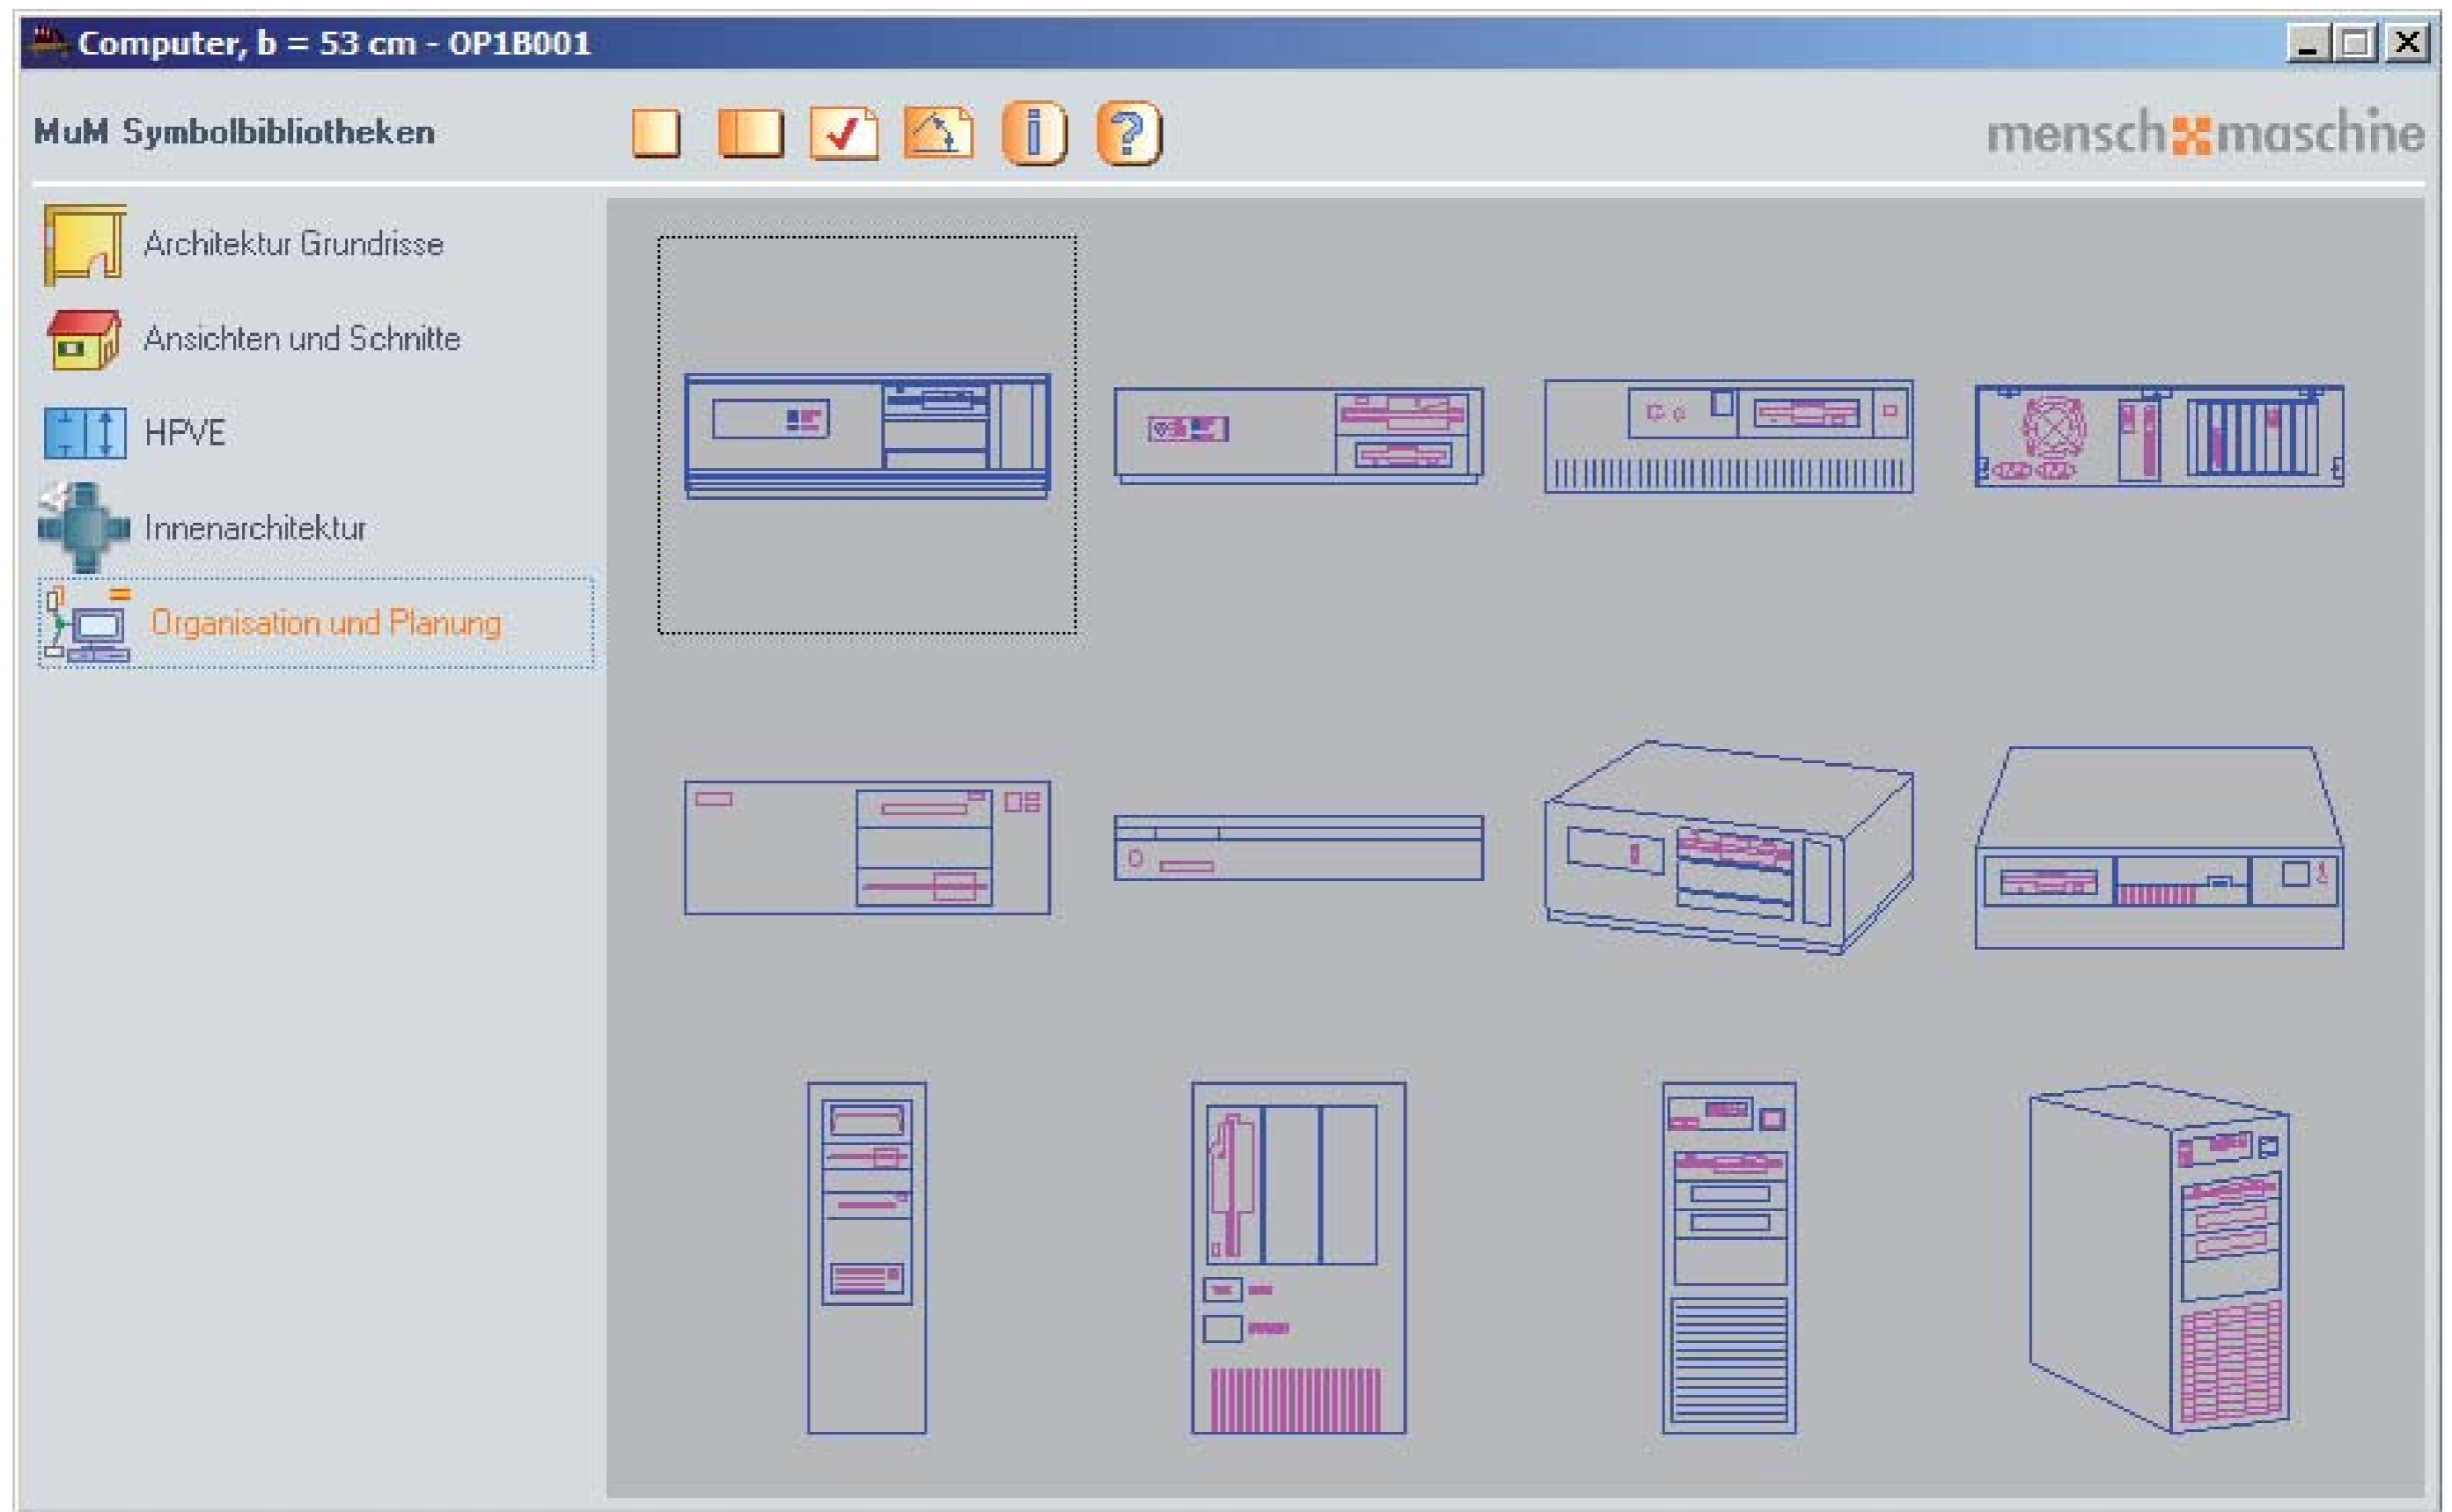 Computer, b = 53 cm - OP1B001
MuM Symbolbibliotheken
mensch maschine
Architektur Grundrisse
Ansichten und Schnitte
HPVE
Innenarchitektur
Organisation und Planung